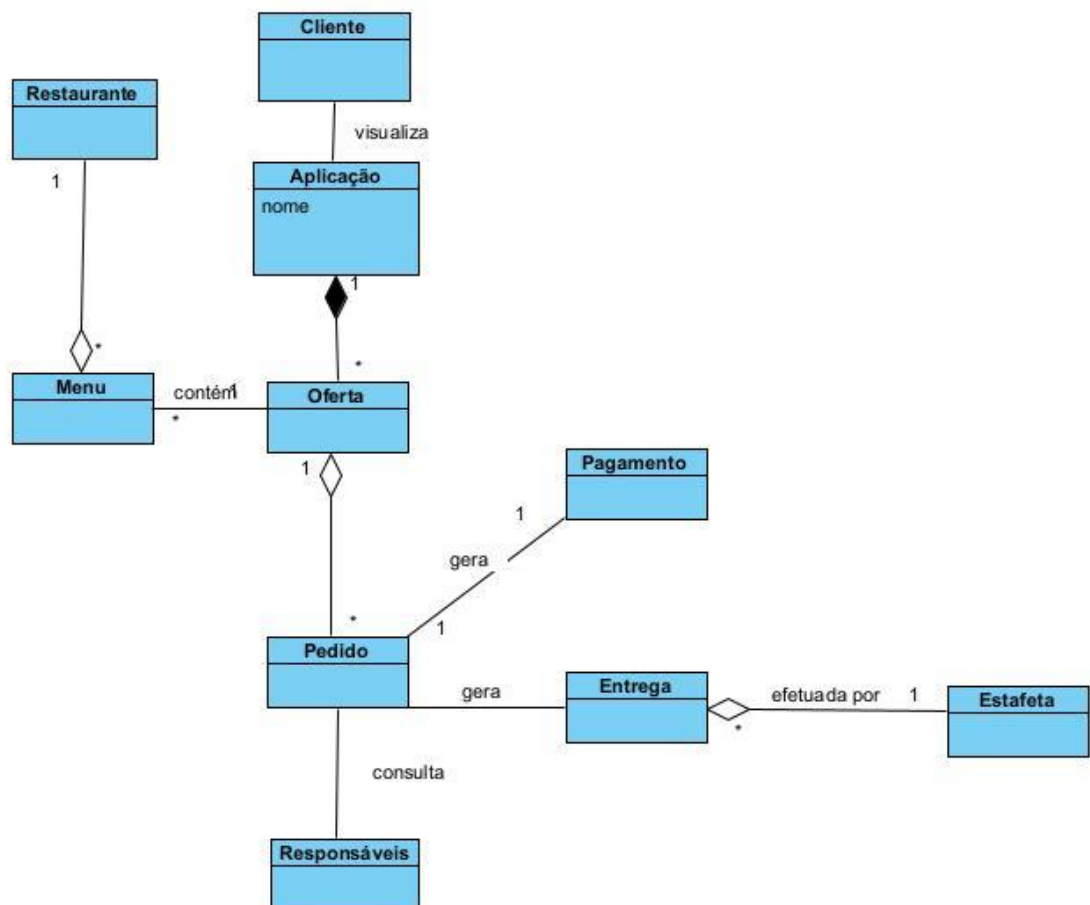 Cliente
Restaurante
visualiza
1
Aplicação
nome
1
*
*
Menu
contém
1
Oferta
*
1
Pagamento
1
gera
*
1
Pedido
gera
Entrega
efetuada por
1
Estafeta
*
consulta
Responsáveis